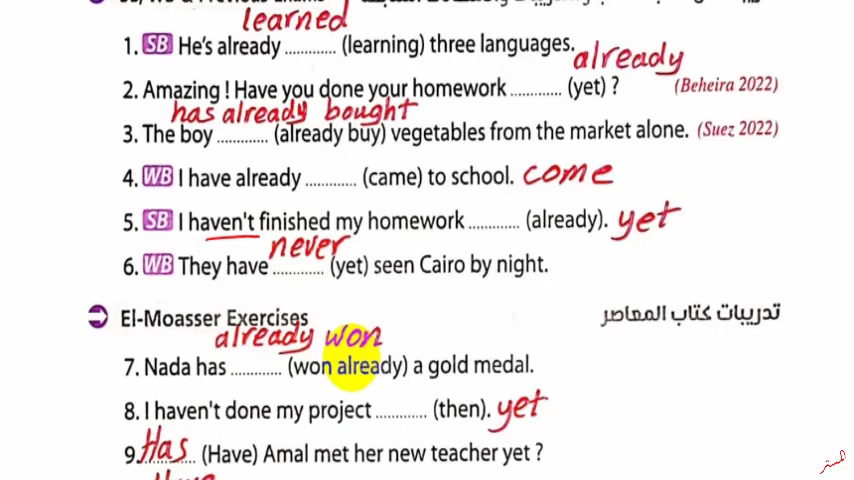 learned
1. SB He's already ............ (learning) three languages.
already
2. Amazing ! Have you done your homework ............ (yet) ? (Beheira 2022)
has already bought
3. The boy ............ (already buy) vegetables from the market alone. (Suez 2022)
4. WB I have already ............ (came) to school. come
5. SB I haven't finished my homework ............ (already). yet
never
6. WB They have ............ (yet) seen Cairo by night.
El-Moasser Exercises تدريبات كتاب المعاصر
already won
7. Nada has ............ (won already) a gold medal.
8. I haven't done my project ............ (then). yet
9. Has ............ (Have) Amal met her new teacher yet ?